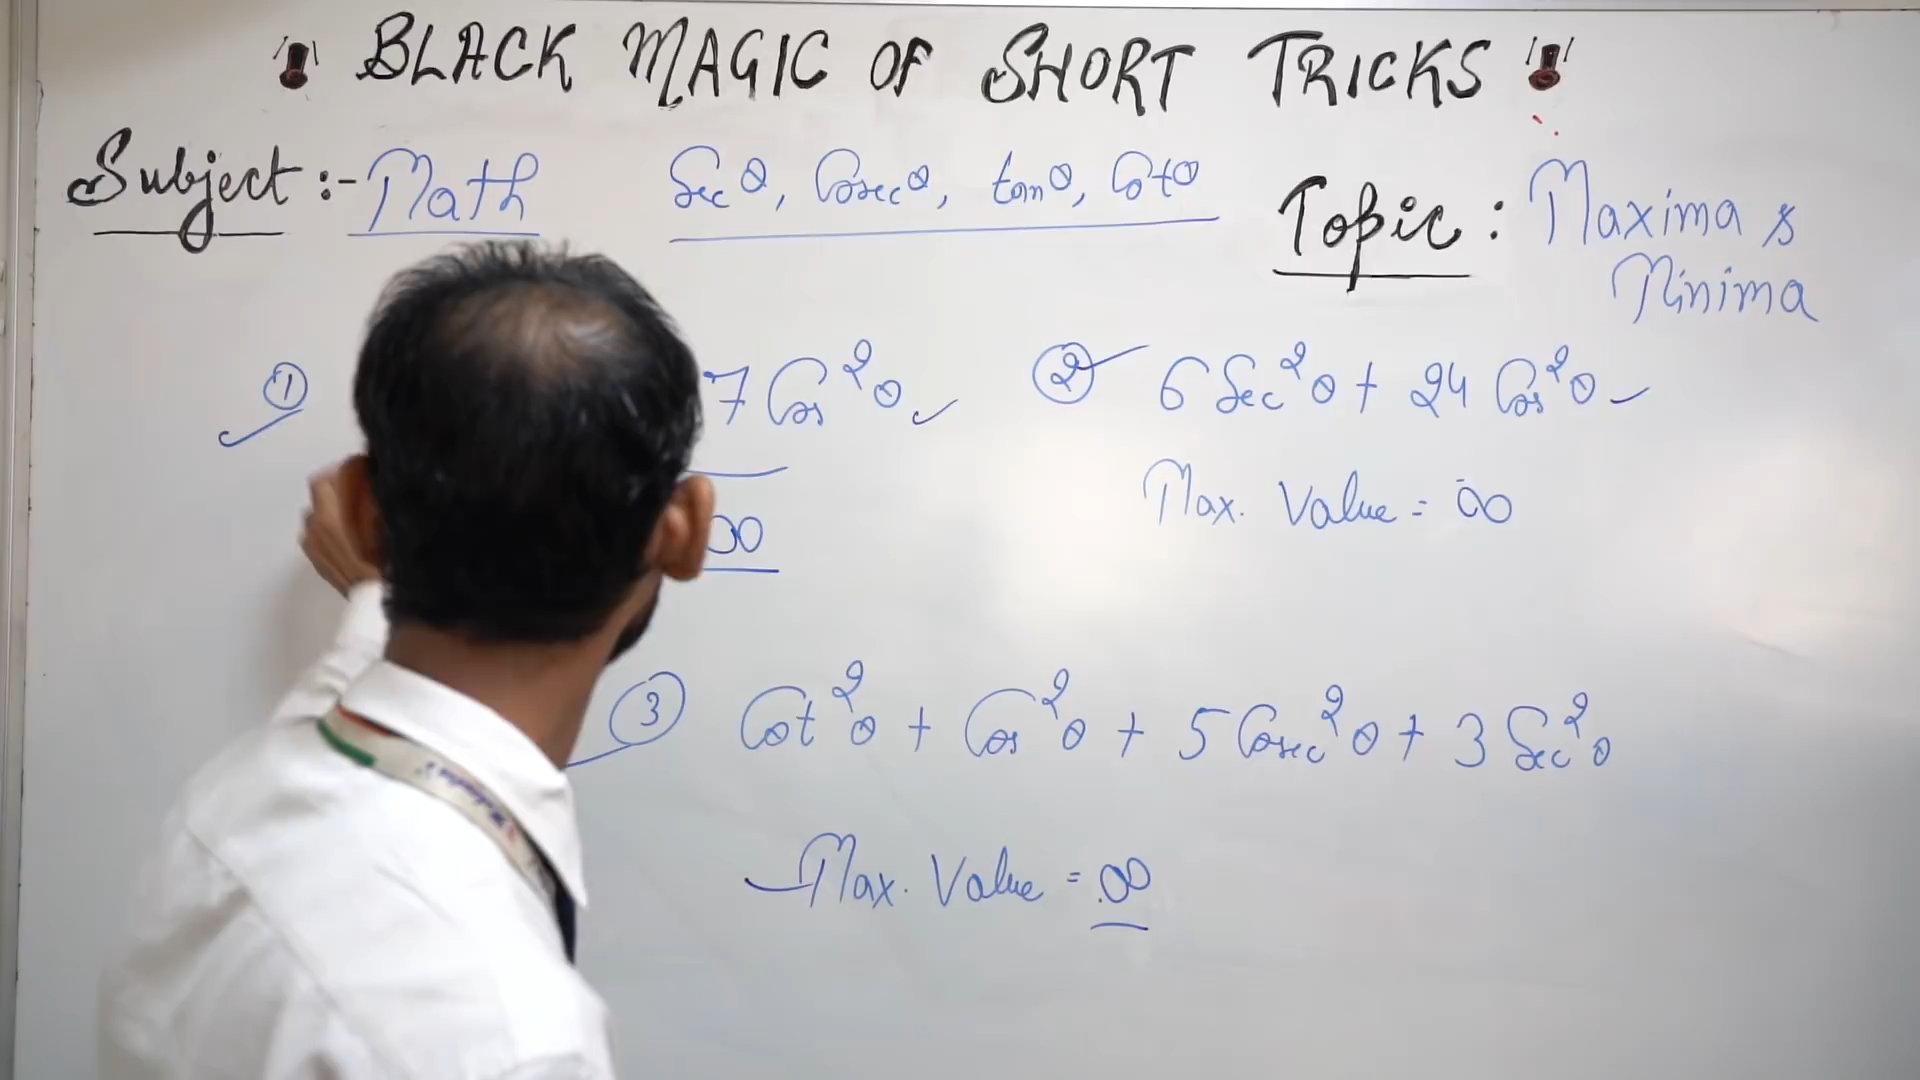 BLACK MAGIC OF SHORT TRICKS
Subject :- Math
Sec θ, Cosec θ, tan θ, Cot θ
Topic : Maxima &
Minima
① 7 Cos²θ
∞
② 6 Sec²θ + 24 Cos²θ
Max. Value = ∞
③ Cot²θ + Cos²θ + 5 Cosec²θ + 3 Sec²θ
Max. Value = ∞